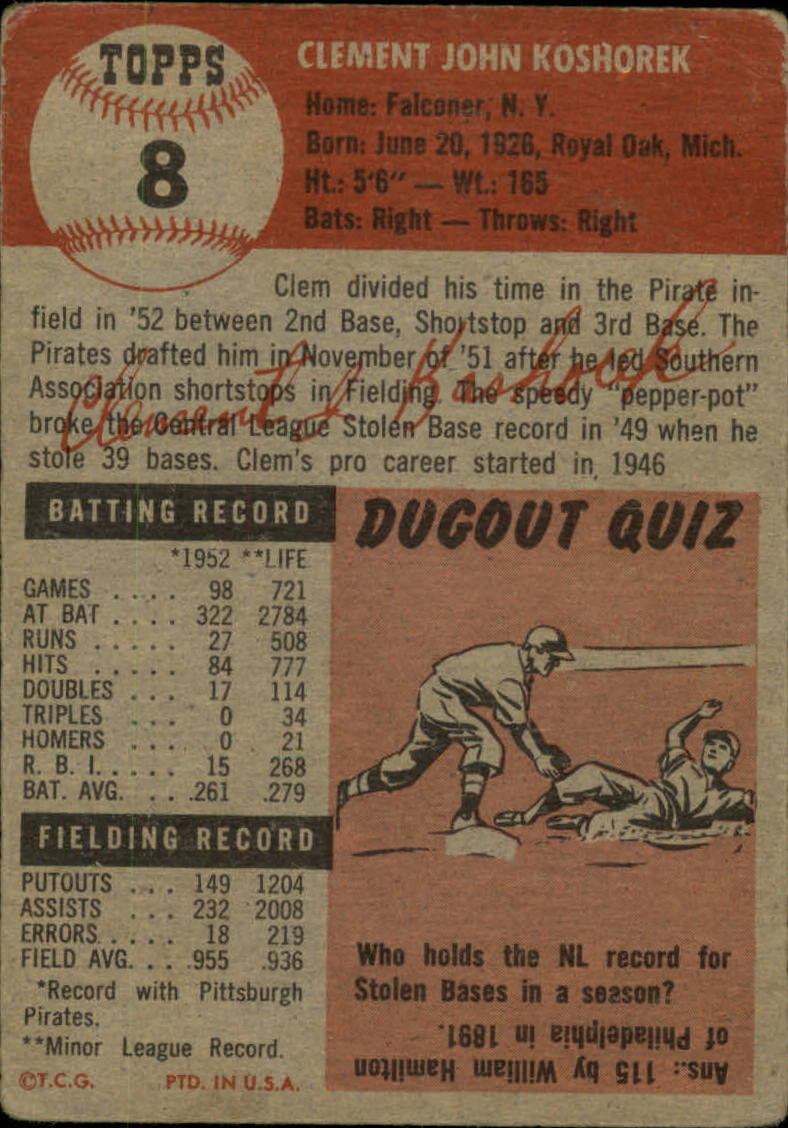 TOPPS
8
CLEMENT JOHN KOSHOREK
Home: Falconer, N. Y.
Born: June 20, 1926, Royal Oak, Mich.
Ht.: 5'6" — Wt.: 165
Bats: Right — Throws: Right
Clem divided his time in the Pirate in-
field in '52 between 2nd Base, Shortstop and 3rd Base. The
Pirates drafted him in November of '51 after he led Southern
Association shortstops in Fielding. The speedy "pepper-pot"
broke the Central League Stolen Base record in '49 when he
stole 39 bases. Clem's pro career started in 1946
Clement J Koshorek
BATTING RECORD
*1952 **LIFE
GAMES .... 98 721
AT BAT .... 322 2784
RUNS ..... 27 508
HITS ..... 84 777
DOUBLES ... 17 114
TRIPLES ... 0 34
HOMERS .... 0 21
R. B. I. .... 15 268
BAT. AVG. ... .261 .279
FIELDING RECORD
PUTOUTS ... 149 1204
ASSISTS ... 232 2008
ERRORS ..... 18 219
FIELD AVG. ... .955 .936
*Record with Pittsburgh
Pirates.
**Minor League Record.
©T.C.G. PTD. IN U.S.A.
DUGOUT QUIZ
Who holds the NL record for
Stolen Bases in a season?
Ans.: 115 by William Hamilton
of Philadelphia in 1891.